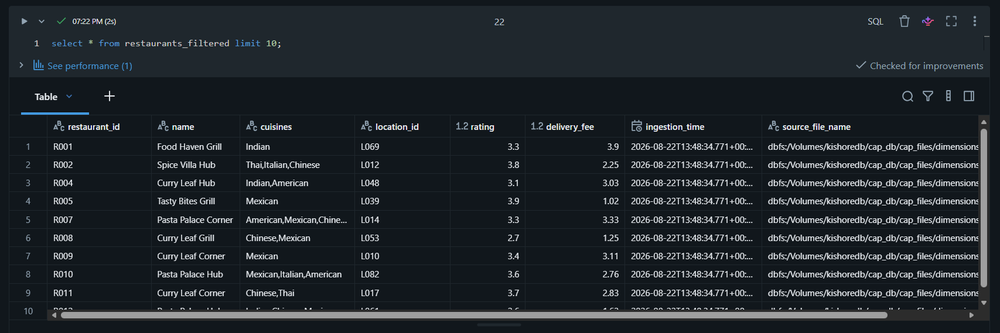 07:22 PM (2s)
22
SQL
1 select * from restaurants_filtered limit 10;
See performance (1)
Checked for improvements
Table
restaurant_id name cuisines location_id 1.2 rating 1.2 delivery_fee ingestion_time source_file_name
1 R001 Food Haven Grill Indian L069 3.3 3.9 2026-08-22T13:48:34.771+00:... dbfs:/Volumes/kishoredb/cap_db/cap_files/dimensions
2 R002 Spice Villa Hub Thai,Italian,Chinese L012 3.8 2.25 2026-08-22T13:48:34.771+00:... dbfs:/Volumes/kishoredb/cap_db/cap_files/dimensions
3 R004 Curry Leaf Hub Indian,American L048 3.1 3.03 2026-08-22T13:48:34.771+00:... dbfs:/Volumes/kishoredb/cap_db/cap_files/dimensions
4 R005 Tasty Bites Grill Mexican L039 3.9 1.02 2026-08-22T13:48:34.771+00:... dbfs:/Volumes/kishoredb/cap_db/cap_files/dimensions
5 R007 Pasta Palace Corner American,Mexican,Chine... L014 3.3 3.33 2026-08-22T13:48:34.771+00:... dbfs:/Volumes/kishoredb/cap_db/cap_files/dimensions
6 R008 Curry Leaf Grill Chinese,Mexican L053 2.7 1.25 2026-08-22T13:48:34.771+00:... dbfs:/Volumes/kishoredb/cap_db/cap_files/dimensions
7 R009 Curry Leaf Corner Mexican L010 3.4 3.11 2026-08-22T13:48:34.771+00:... dbfs:/Volumes/kishoredb/cap_db/cap_files/dimensions
8 R010 Pasta Palace Hub Mexican,Italian,American L082 3.6 2.76 2026-08-22T13:48:34.771+00:... dbfs:/Volumes/kishoredb/cap_db/cap_files/dimensions
9 R011 Curry Leaf Corner Chinese,Thai L017 3.7 2.83 2026-08-22T13:48:34.771+00:... dbfs:/Volumes/kishoredb/cap_db/cap_files/dimensions
10